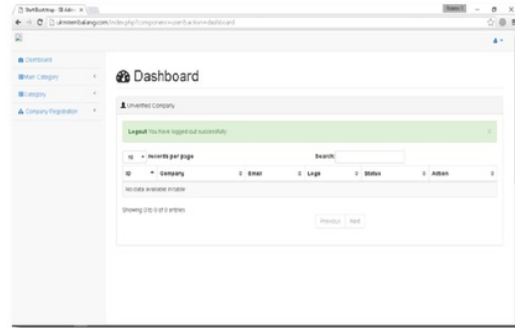 Dashboard
Main Category
Category
Company Registration
Dashboard
Unverified Company
Logout You have logged out successfully
10 records per page Search:
ID Company Email Logo Status Action
No data available in table
Showing 0 to 0 of 0 entries
Previous Next